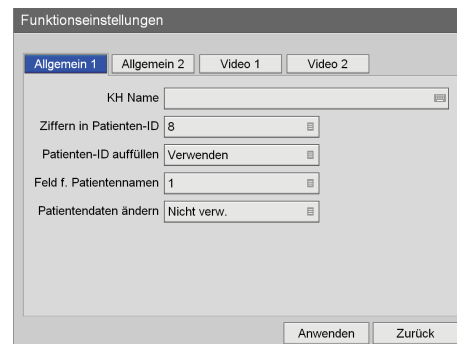 Funktionseinstellungen
Allgemein 1 Allgemein 2 Video 1 Video 2
KH Name
Ziffern in Patienten-ID 8
Patienten-ID auffüllen Verwenden
Feld f. Patientennamen 1
Patientendaten ändern Nicht verw.
Anwenden Zurück